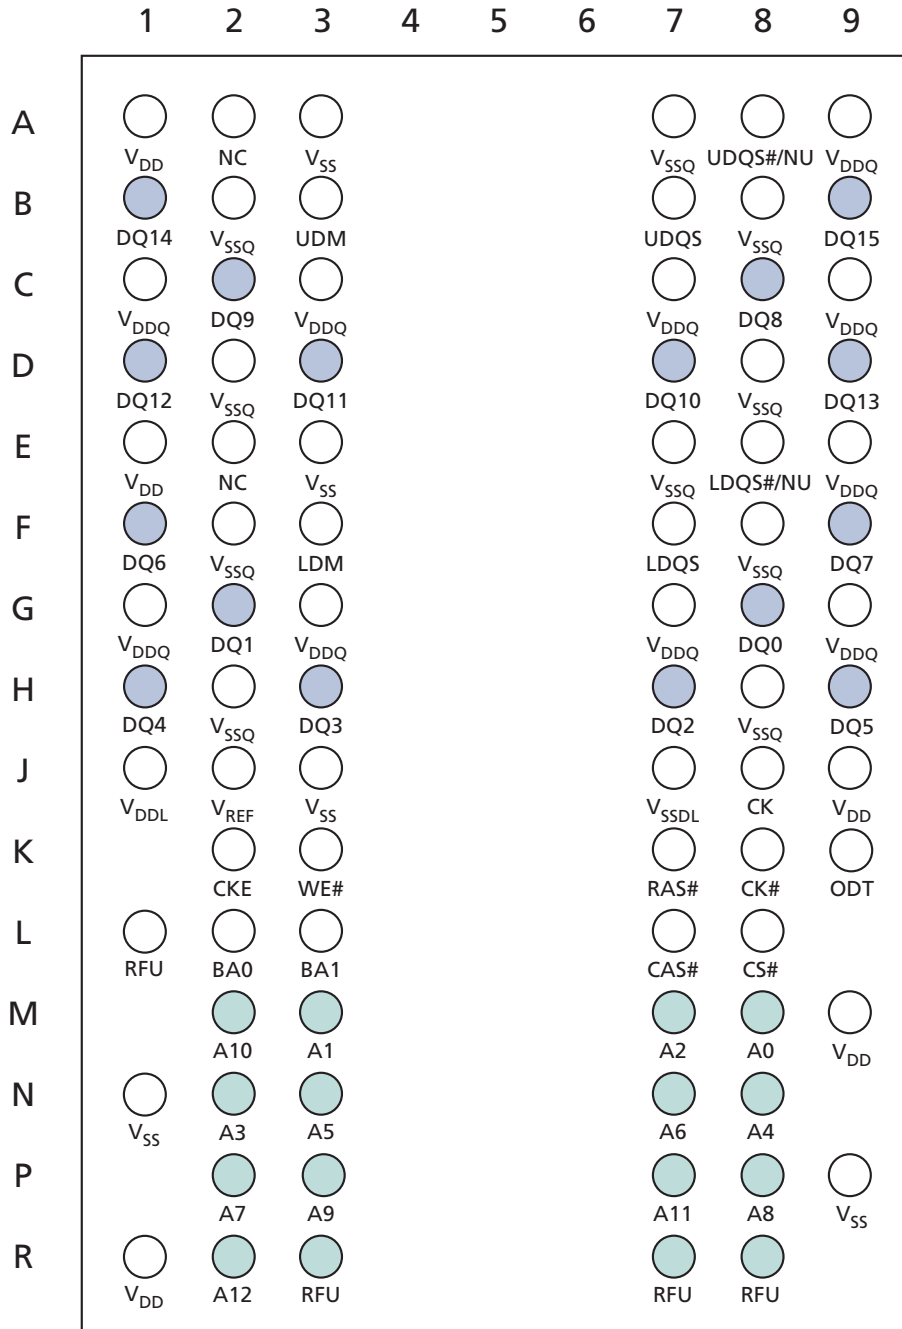 1 2 3 4 5 6 7 8 9
A
VDD NC VSS VSSQ UDQS#/NU VDDQ
B
DQ14 VSSQ UDM UDQS VSSQ DQ15
C
VDDQ DQ9 VDDQ VDDQ DQ8 VDDQ
D
DQ12 VSSQ DQ11 DQ10 VSSQ DQ13
E
VDD NC VSS VSSQ LDQS#/NU VDDQ
F
DQ6 VSSQ LDM LDQS VSSQ DQ7
G
VDDQ DQ1 VDDQ VDDQ DQ0 VDDQ
H
DQ4 VSSQ DQ3 DQ2 VSSQ DQ5
J
VDDL VREF VSS VSSDL CK VDD
K
CKE WE# RAS# CK# ODT
L
RFU BA0 BA1 CAS# CS#
M
A10 A1 A2 A0 VDD
N
VSS A3 A5 A6 A4
P
A7 A9 A11 A8 VSS
R
VDD A12 RFU RFU RFU